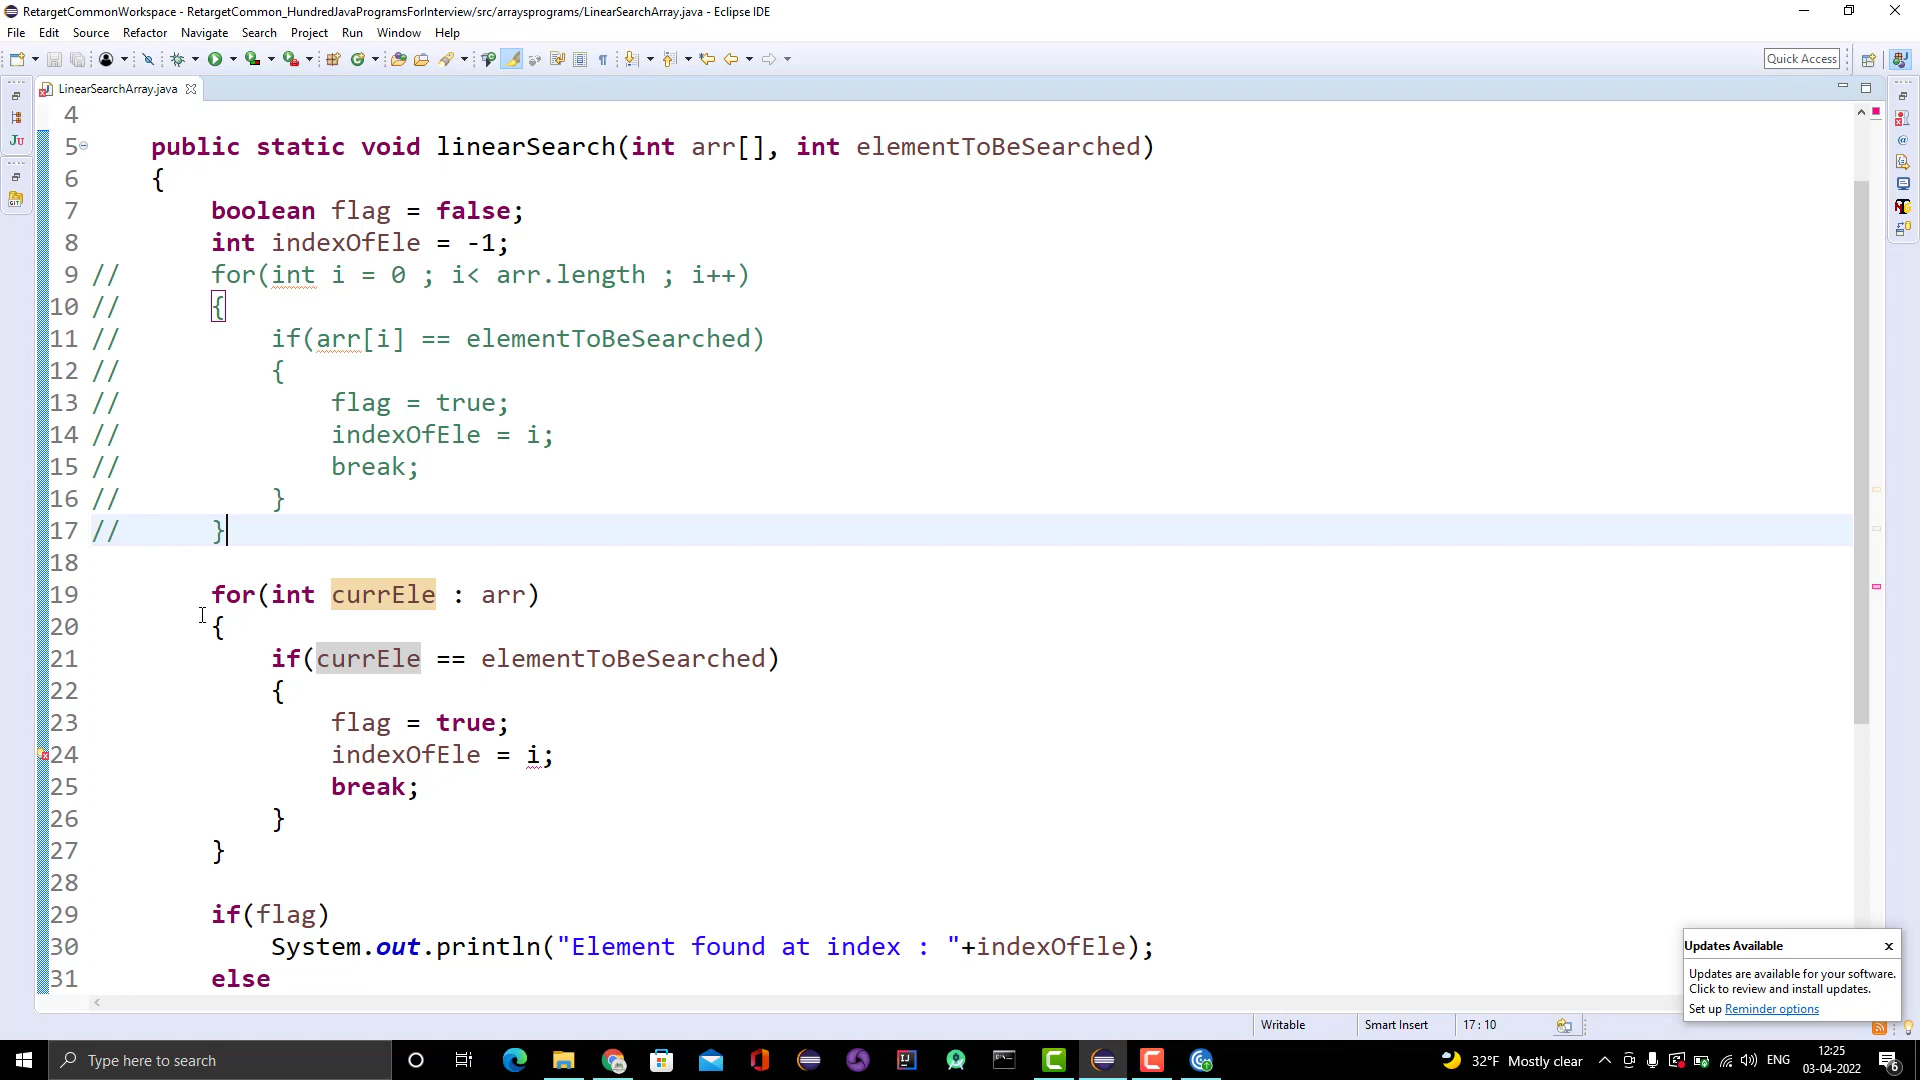 RetargetCommonWorkspace - RetargetCommon_HundredJavaProgramsForInterview/src/arraysprograms/LinearSearchArray.java - Eclipse IDE
File Edit Source Refactor Navigate Search Project Run Window Help
Quick Access
LinearSearchArray.java
4
5 public static void linearSearch(int arr[], int elementToBeSearched)
6 {
7 boolean flag = false;
8 int indexOfEle = -1;
9 // for(int i = 0 ; i< arr.length ; i++)
10 // {
11 // if(arr[i] == elementToBeSearched)
12 // {
13 // flag = true;
14 // indexOfEle = i;
15 // break;
16 // }
17 // }
18
19 for(int currEle : arr)
20 {
21 if(currEle == elementToBeSearched)
22 {
23 flag = true;
24 indexOfEle = i;
25 break;
26 }
27 }
28
29 if(flag)
30 System.out.println("Element found at index : "+indexOfEle);
31 else
Updates Available
Updates are available for your software.
Click to review and install updates.
Set up Reminder options
Writable Smart Insert 17 : 10
Type here to search
32°F Mostly clear ENG 12:25
03-04-2022 6